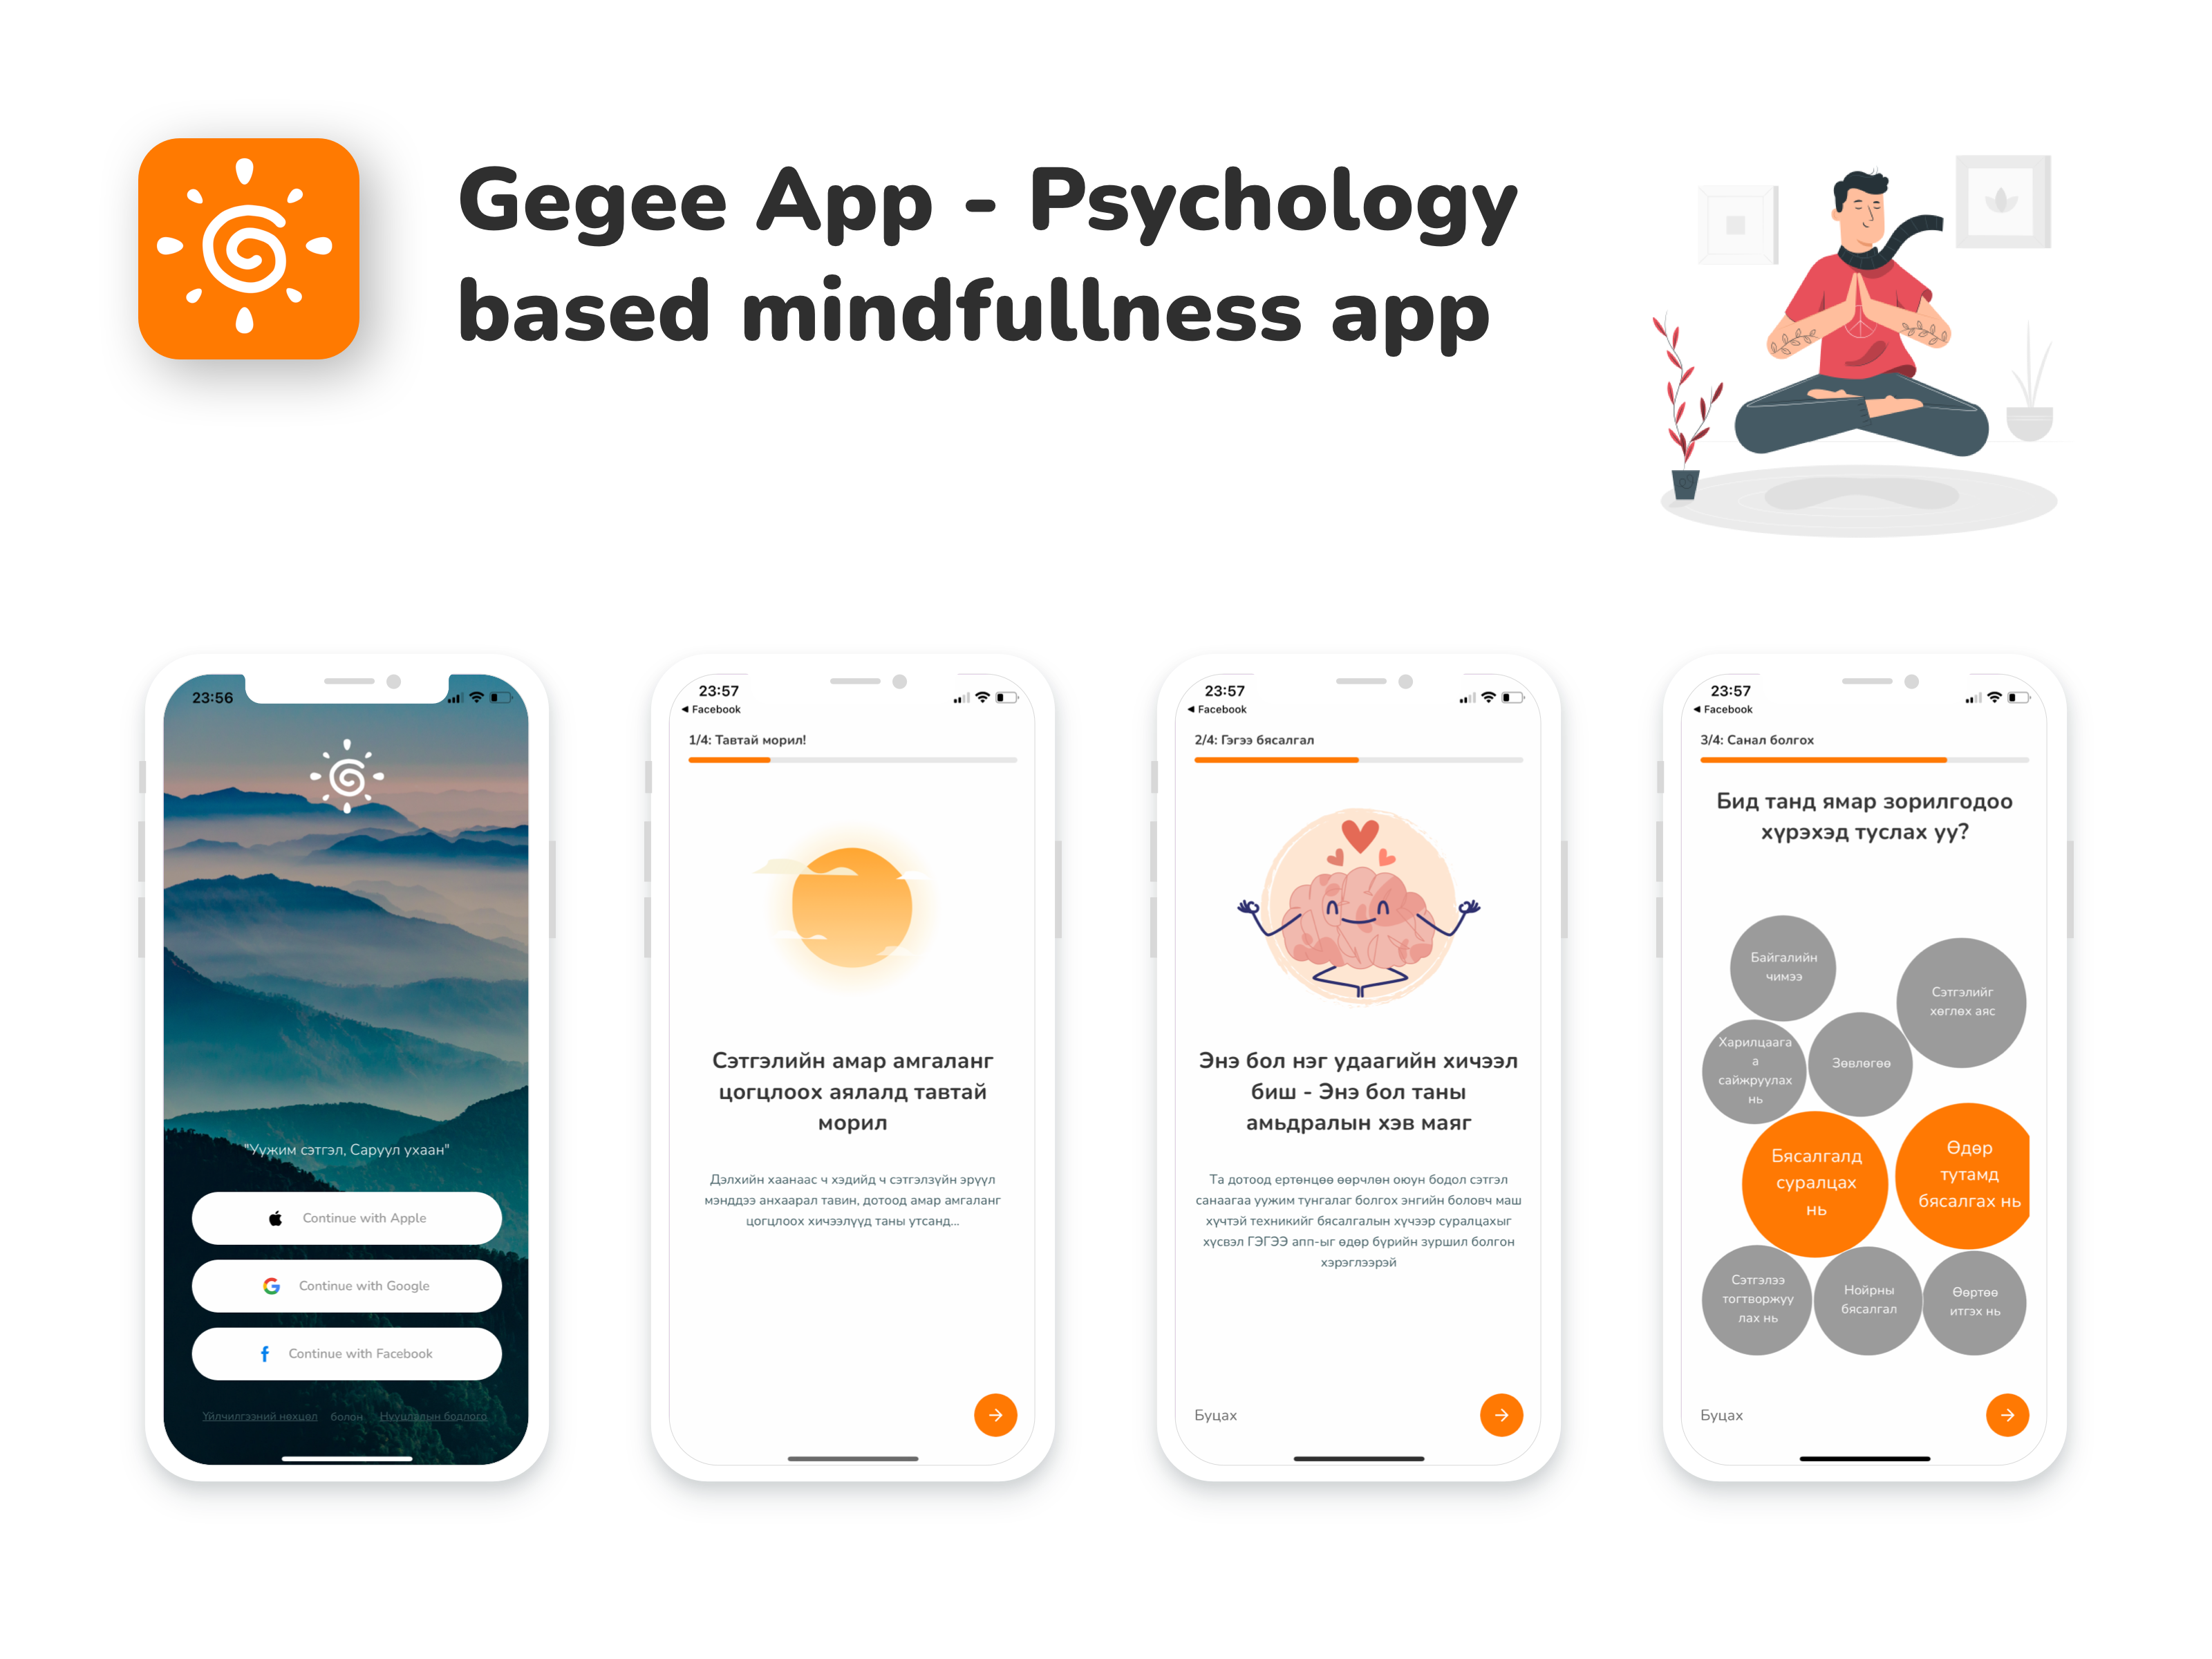 Gegee App - Psychology
based mindfullness app
23:56
"Уужим сэтгэл, Саруул ухаан"
Continue with Apple
Continue with Google
Continue with Facebook
Үйлчилгээний нөхцөл болон Нууцлалын бодлого
23:57
◀ Facebook
1/4: Тавтай морил!
Сэтгэлийн амар амгаланг
цогцлоох аялалд тавтай
морил
Дэлхийн хаанаас ч хэдийд ч сэтгэлзүйн эрүүл
мэнддээ анхаарал тавин, дотоод амар амгаланг
цогцлоох хичээлүүд таны утсанд...
23:57
◀ Facebook
2/4: Гэгээ бясалгал
Энэ бол нэг удаагийн хичээл
биш - Энэ бол таны
амьдралын хэв маяг
Та дотоод ертөнцөө өөрчлөн оюун бодол сэтгэл
санаагаа уужим тунгалаг болгох энгийн боловч маш
хүчтэй техникийг бясалгалын хүчээр суралцахыг
хүсвэл ГЭГЭЭ апп-ыг өдөр бүрийн зуршил болгон
хэрэглээрэй
Буцах
23:57
◀ Facebook
3/4: Санал болгох
Бид танд ямар зорилгодоо
хүрэхэд туслах уу?
Байгалийн
чимээ
Сэтгэлийг
хөглөх аяс
Харилцаага
а
сайжруулах
нь
Зөвлөгөө
Бясалгалд
суралцах
нь
Өдөр
тутамд
бясалгах нь
Сэтгэлээ
тогтворжуу
лах нь
Нойрны
бясалгал
Өөртөө
итгэх нь
Буцах